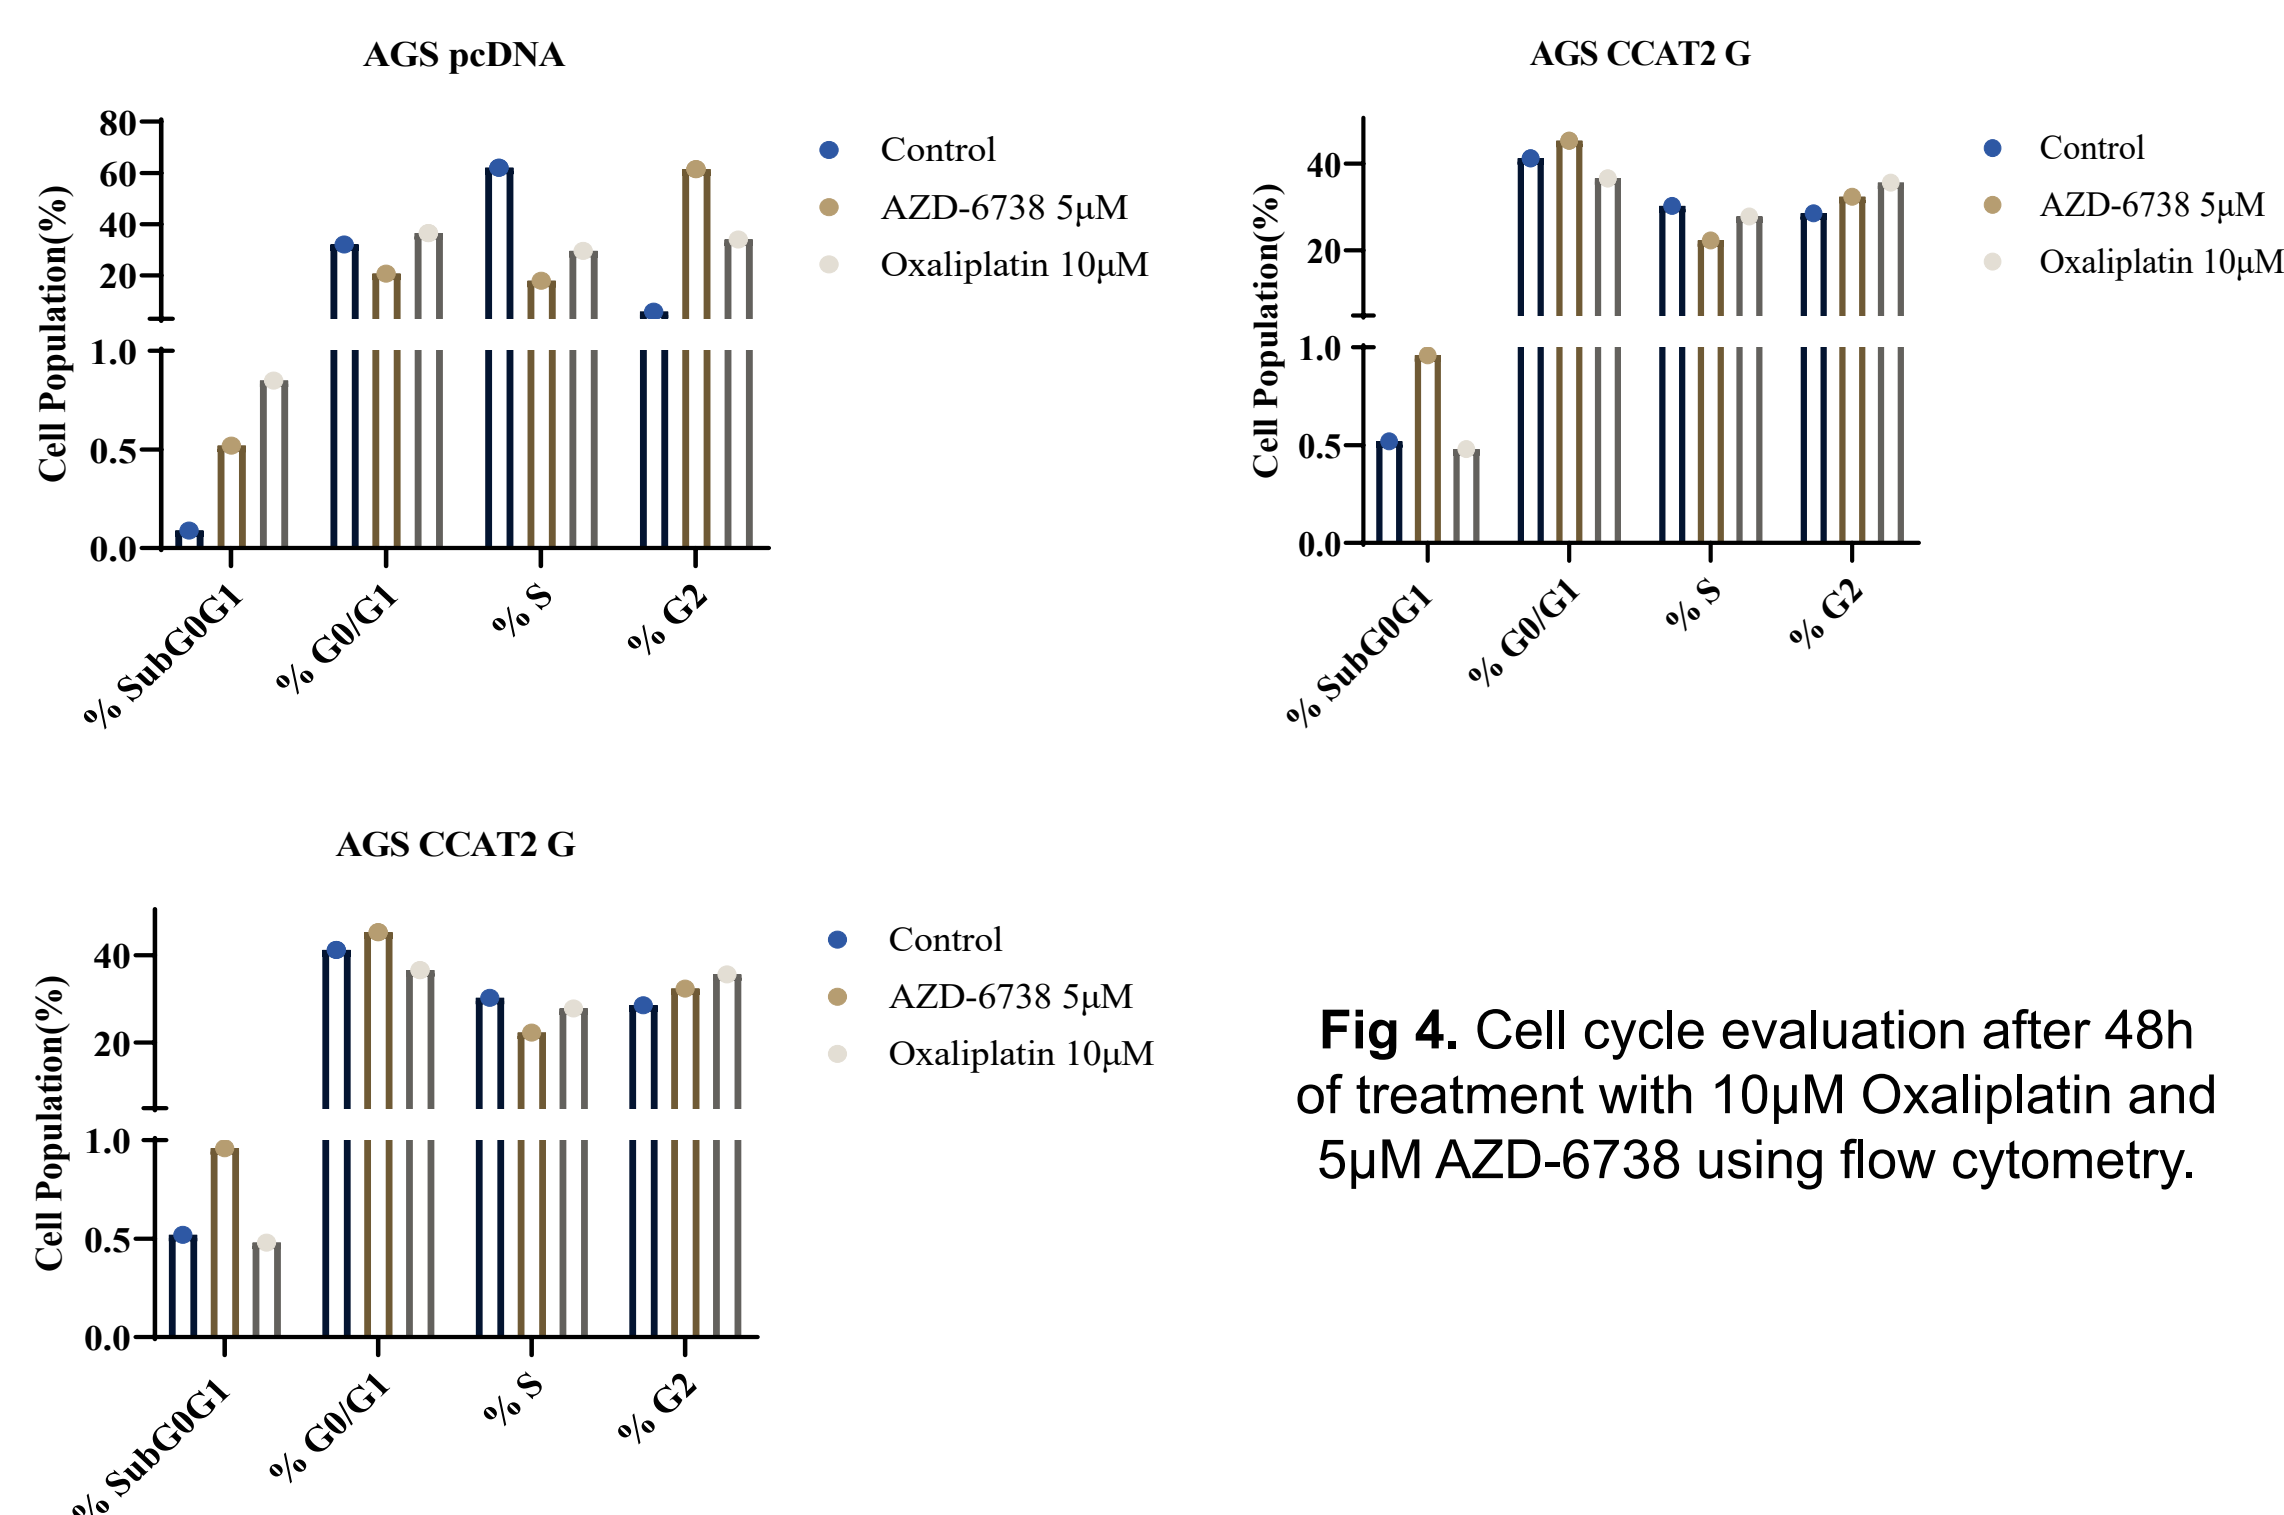 AGS pcDNA
Cell Population(%)
80
60
40
20
1.0
0.5
0.0
% SubG0G1
% G0/G1
% S
% G2
Control
AZD-6738 5μM
Oxaliplatin 10μM
AGS CCAT2 G
Cell Population(%)
40
20
1.0
0.5
0.0
% SubG0G1
% G0/G1
% S
% G2
Control
AZD-6738 5μM
Oxaliplatin 10μM
AGS CCAT2 G
Cell Population(%)
40
20
1.0
0.5
0.0
% SubG0G1
% G0/G1
% S
% G2
Control
AZD-6738 5μM
Oxaliplatin 10μM
Fig 4. Cell cycle evaluation after 48h
of treatment with 10μM Oxaliplatin and
5μM AZD-6738 using flow cytometry.